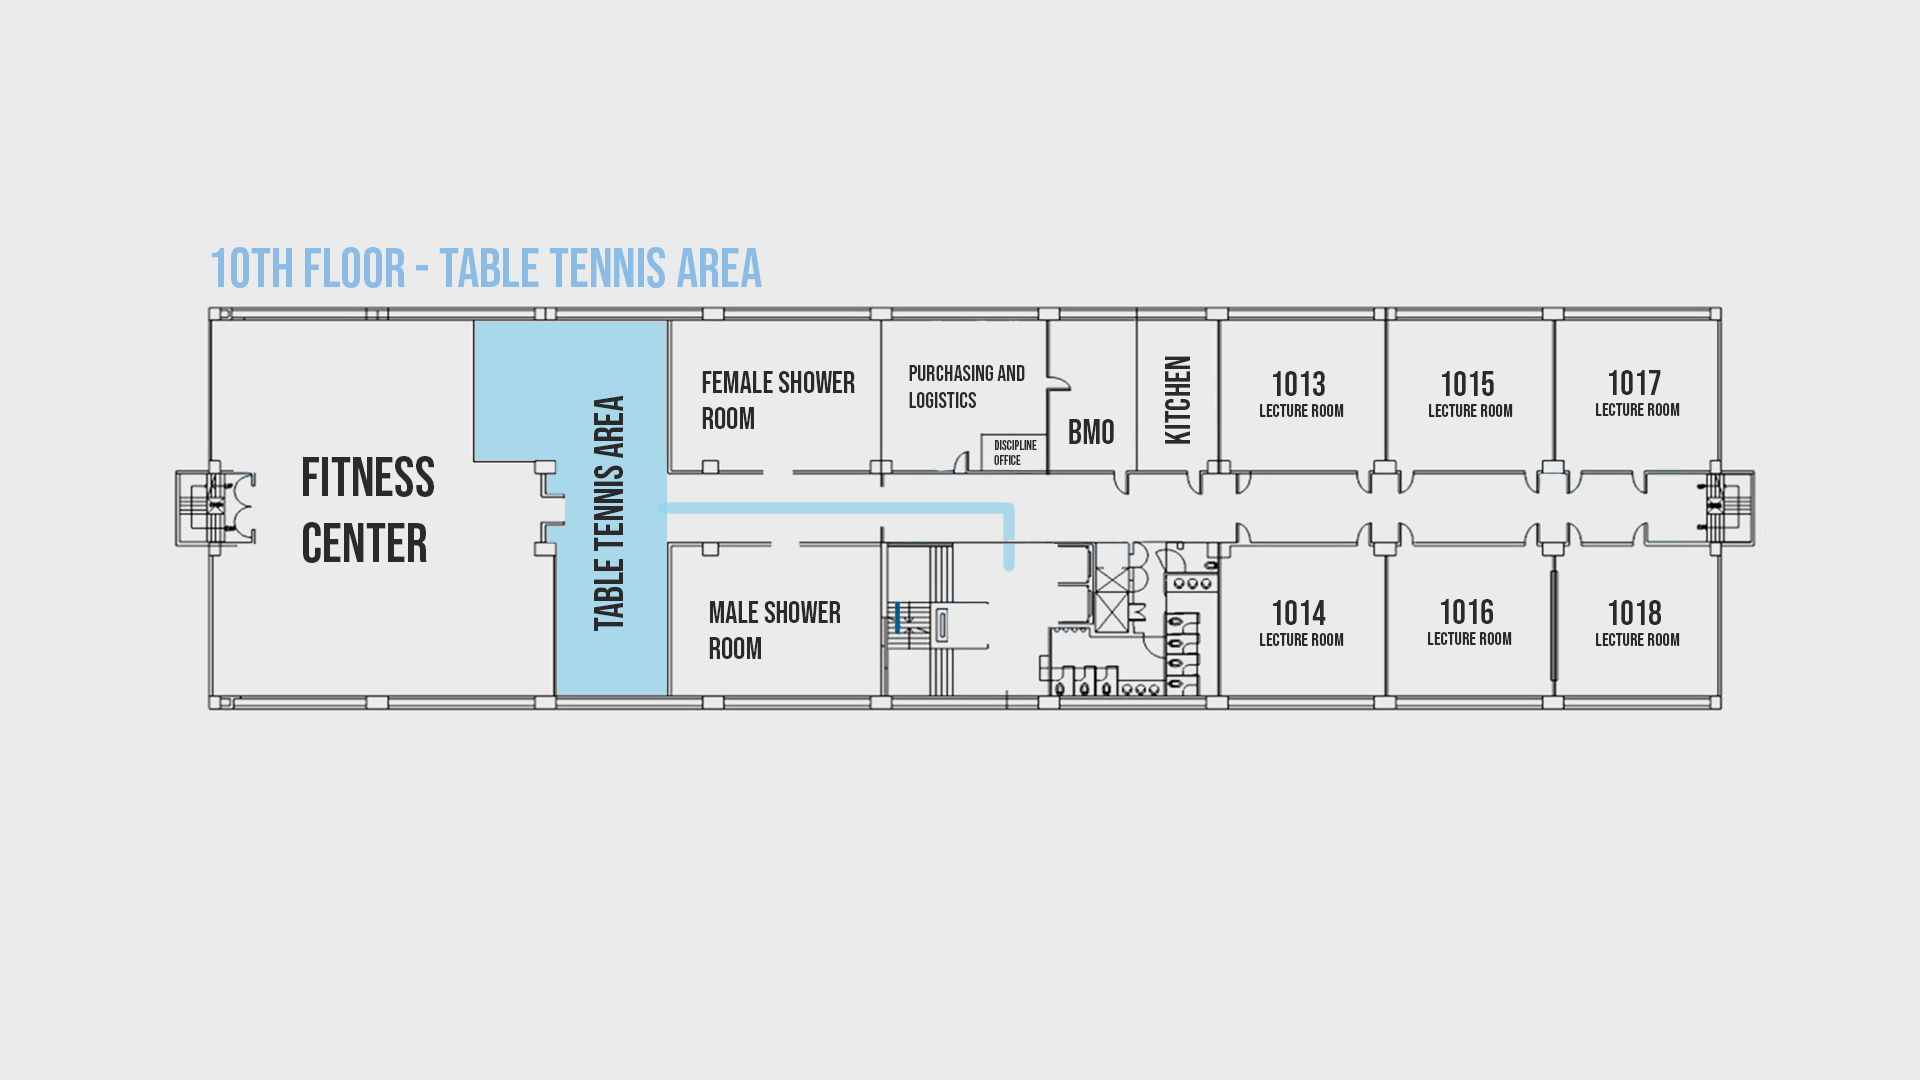 10TH FLOOR - TABLE TENNIS AREA
FITNESS
CENTER
TABLE TENNIS AREA
FEMALE SHOWER
ROOM
MALE SHOWER
ROOM
PURCHASING AND
LOGISTICS
DISCIPLINE
OFFICE
BMO
KITCHEN
1013
LECTURE ROOM
1015
LECTURE ROOM
1017
LECTURE ROOM
1014
LECTURE ROOM
1016
LECTURE ROOM
1018
LECTURE ROOM